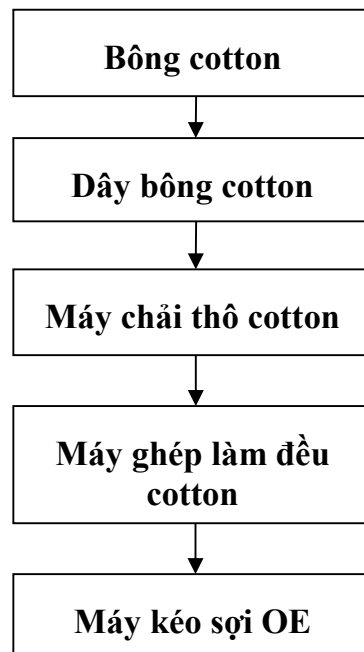 Bông cotton
Dây bông cotton
Máy chải thô cotton
Máy ghép làm đều
cotton
Máy kéo sợi OE